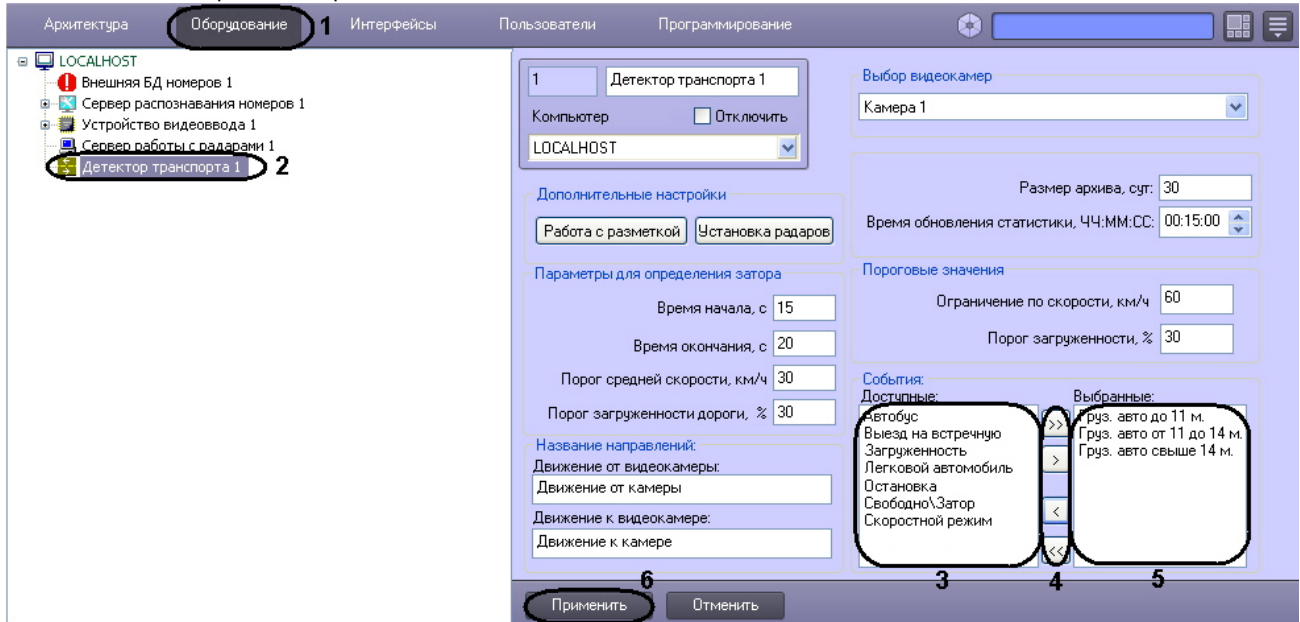 Архитектура Оборудование 1 Интерфейсы Пользователи Программирование
LOCALHOST
Внешняя БД номеров 1
Сервер распознавания номеров 1
Устройство видеоввода 1
Сервер работы с радарами 1
Детектор транспорта 1 2
1 Детектор транспорта 1
Компьютер Отключить
LOCALHOST
Дополнительные настройки
Работа с разметкой Установка радаров
Параметры для определения затора
Время начала, с 15
Время окончания, с 20
Порог средней скорости, км/ч 30
Порог загруженности дороги, % 30
Название направлений:
Движение от видеокамеры:
Движение от камеры
Движение к видеокамере:
Движение к камере
Выбор видеокамер
Камера 1
Размер архива, сут: 30
Время обновления статистики, ЧЧ:ММ:СС: 00:15:00
Пороговые значения
Ограничение по скорости, км/ч 60
Порог загруженности, % 30
События:
Доступные:
Автобус
Выезд на встречную
Загруженность
Легковой автомобиль
Остановка
Свободно\Затор
Скоростной режим
>>
>
<
<<
Выбранные:
Груз. авто до 11 м.
Груз. авто от 11 до 14 м.
Груз. авто свыше 14 м.
3 4 5
6
Применить Отменить